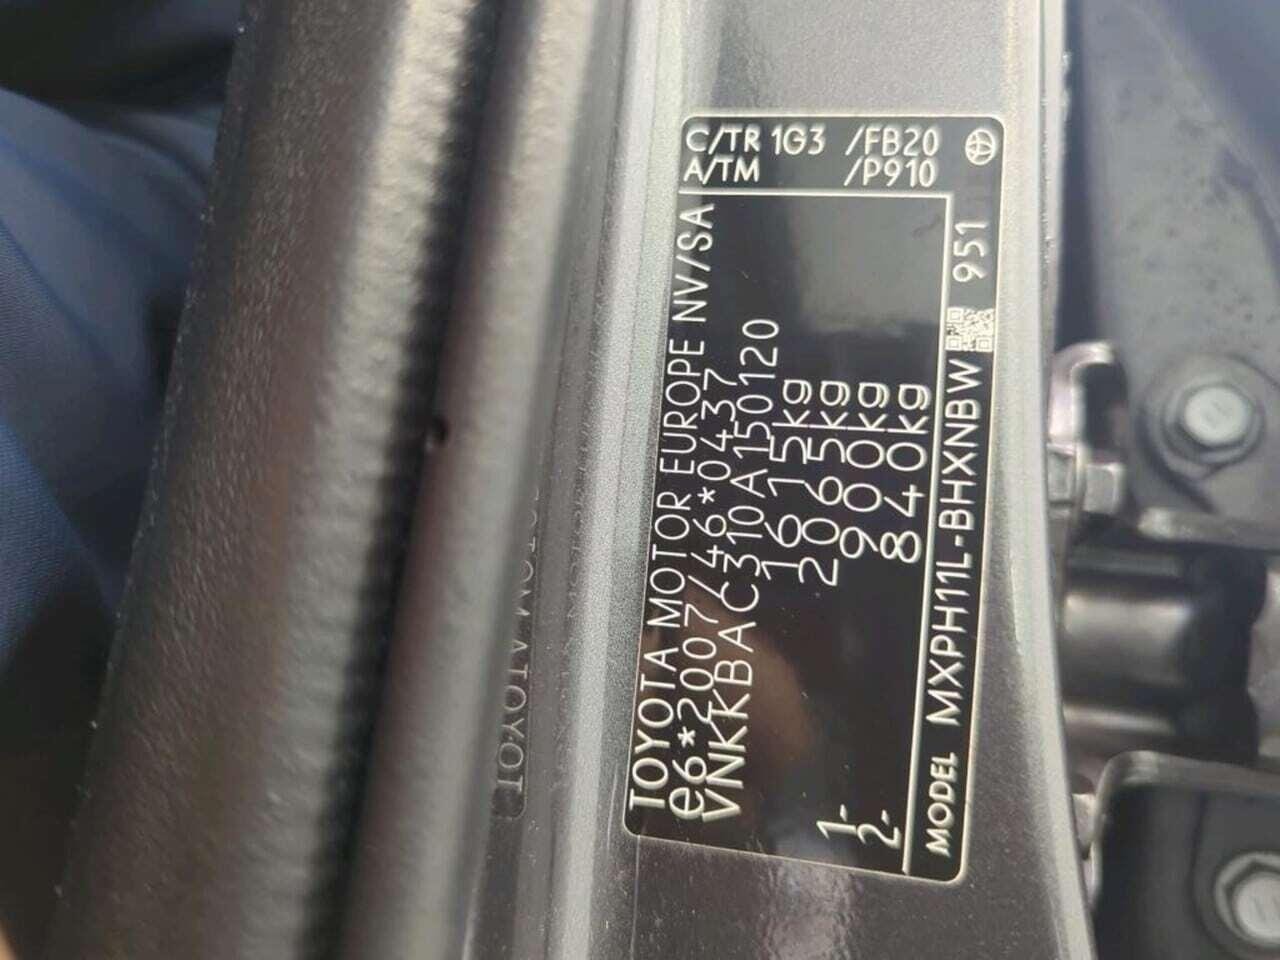 TOYOTA MOTOR EUROPE NV/SA
e6*2007/46*0437
VNKKBAC310A150120
1615kg
2065kg
1- 900kg
2- 840kg
MODEL MXPH11L-BHXNBW 951
C/TR 1G3 /FB20
A/TM /P910